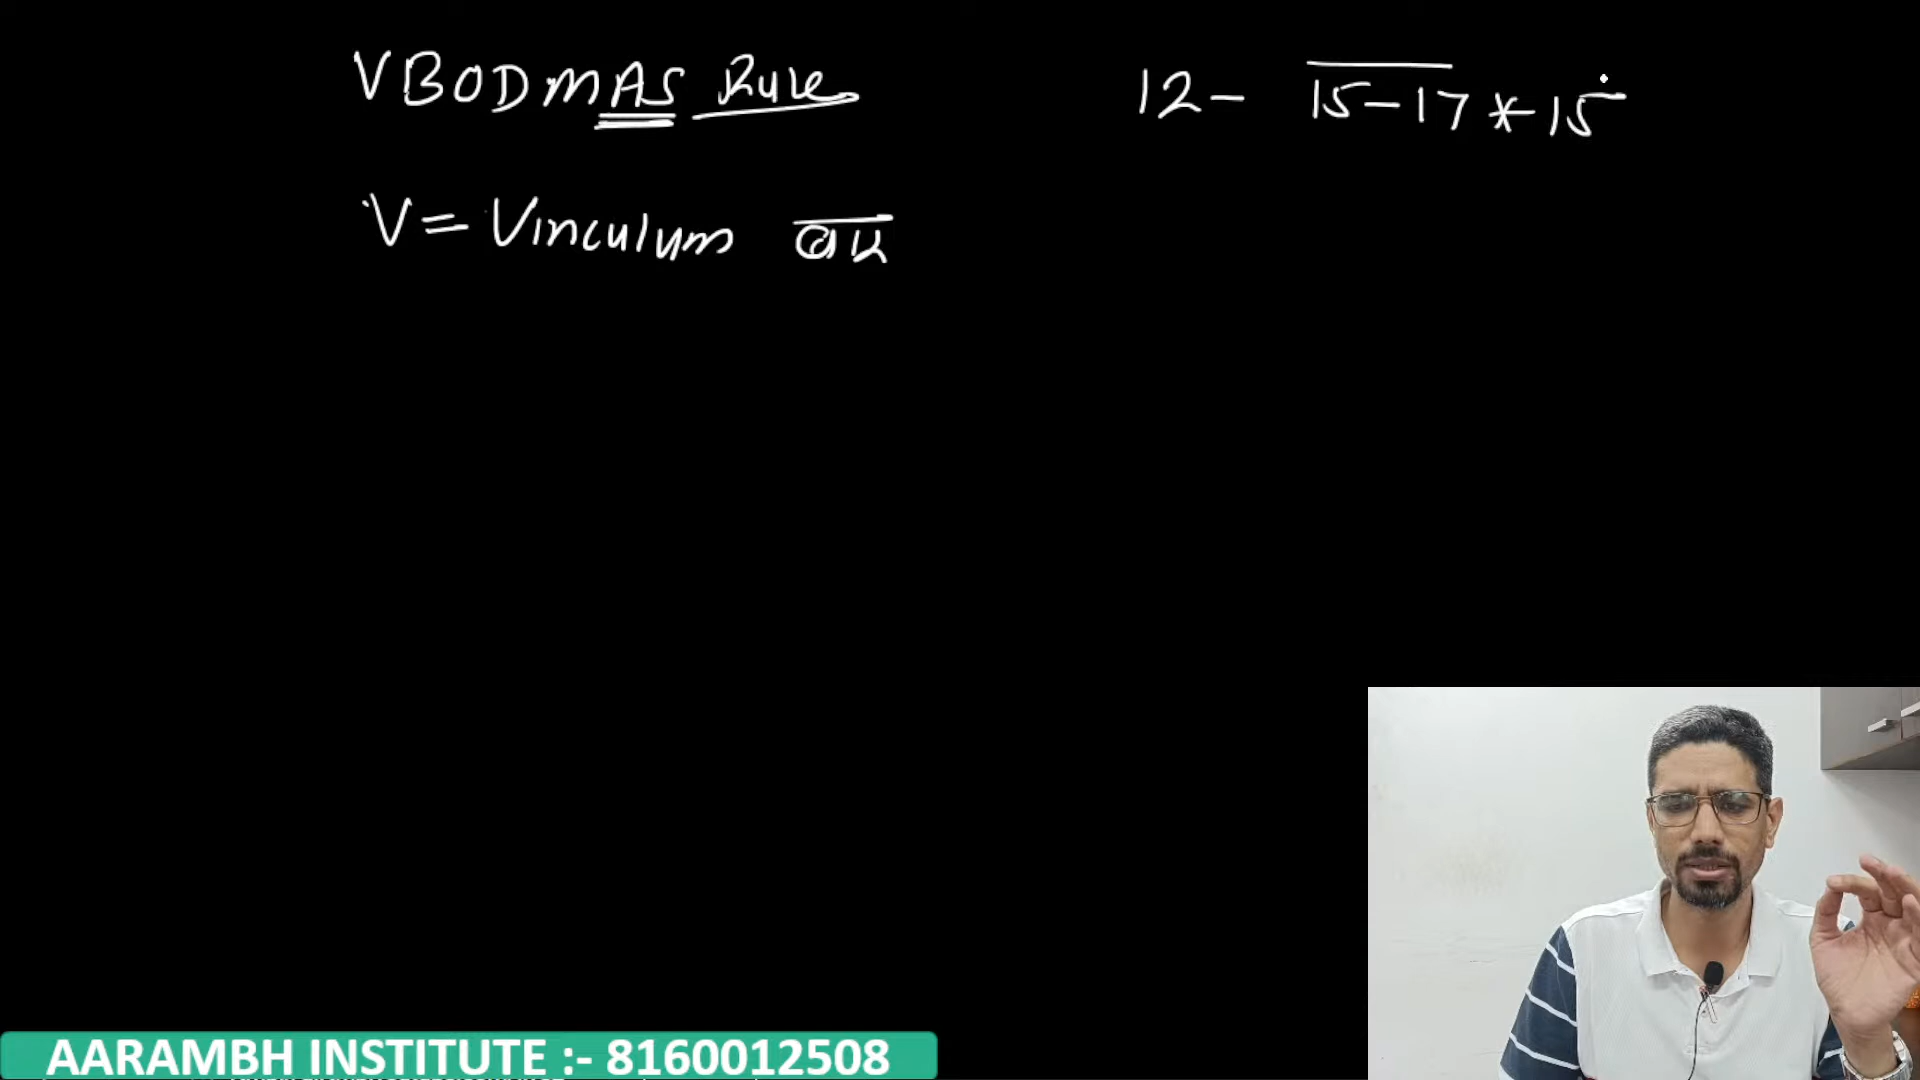 VBODMAS Rule
12 - 15 - 17 * 15
V = Vinculum
AARAMBH INSTITUTE :- 8160012508